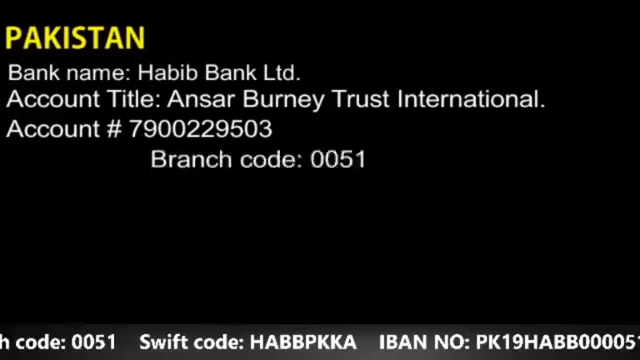 PAKISTAN
Bank name: Habib Bank Ltd.
Account Title: Ansar Burney Trust International.
Account # 7900229503
Branch code: 0051
h code: 0051 Swift code: HABBPKKA IBAN NO: PK19HABB000051